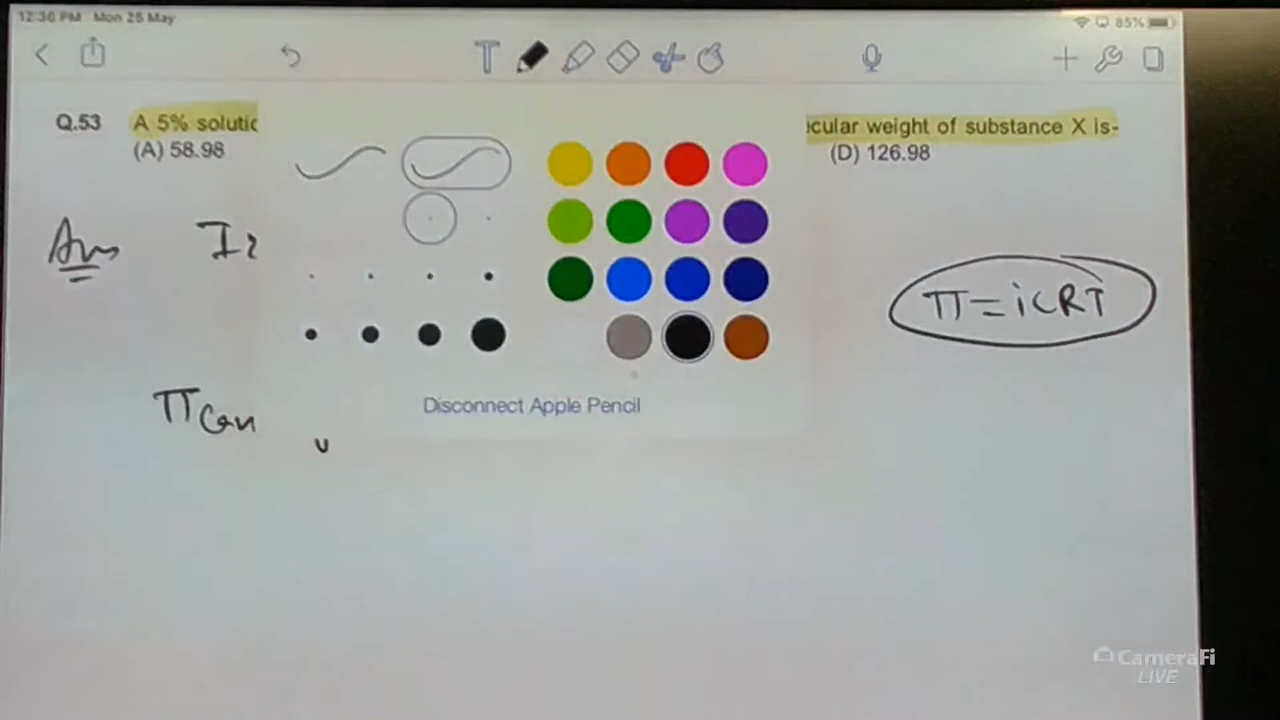 12:36 PM Mon 25 May
85%
Q.53 A 5% solutic
ecular weight of substance X is-
(A) 58.98
(D) 126.98
Ans
π = iCRT
π Can
Disconnect Apple Pencil
CameraFi
LIVE